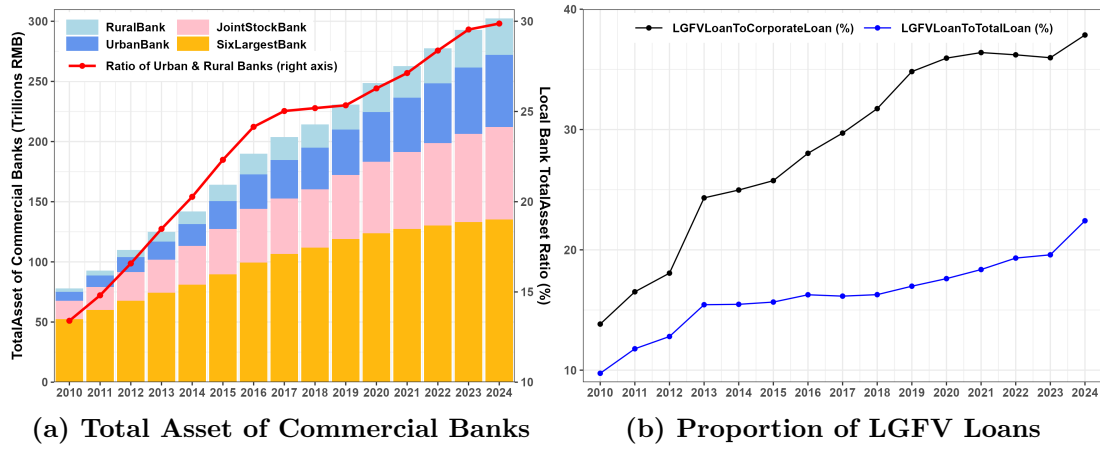 RuralBank
JointStockBank
UrbanBank
SixLargestBank
Ratio of Urban & Rural Banks (right axis)
TotalAsset of Commercial Banks (Trillions RMB)
300
250
200
150
100
50
0
30
25
20
15
10
Local Bank TotalAsset Ratio (%)
2010 2011 2012 2013 2014 2015 2016 2017 2018 2019 2020 2021 2022 2023 2024
(a) Total Asset of Commercial Banks
LGFVLoanToCorporateLoan (%)
LGFVLoanToTotalLoan (%)
40
30
20
10
2010 2011 2012 2013 2014 2015 2016 2017 2018 2019 2020 2021 2022 2023 2024
(b) Proportion of LGFV Loans